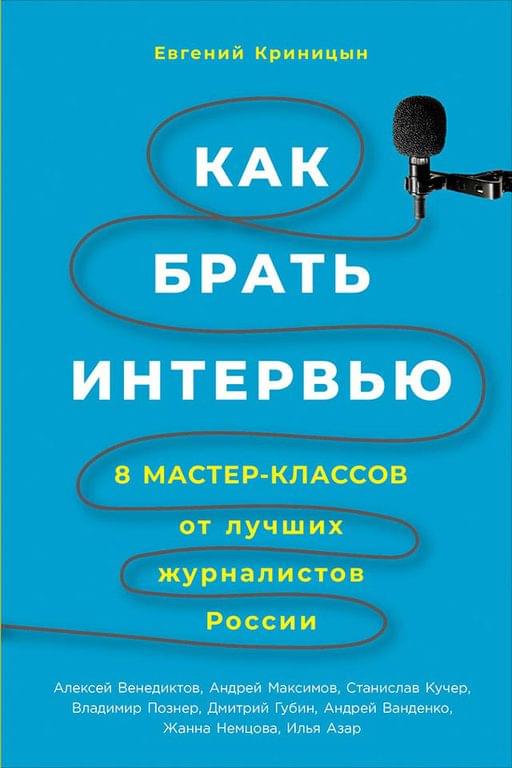 Евгений Криницын
КАК
БРАТЬ
ИНТЕРВЬЮ
8 МАСТЕР-КЛАССОВ
от лучших
журналистов
России
Алексей Венедиктов, Андрей Максимов, Станислав Кучер,
Владимир Познер, Дмитрий Губин, Андрей Ванденко,
Жанна Немцова, Илья Азар